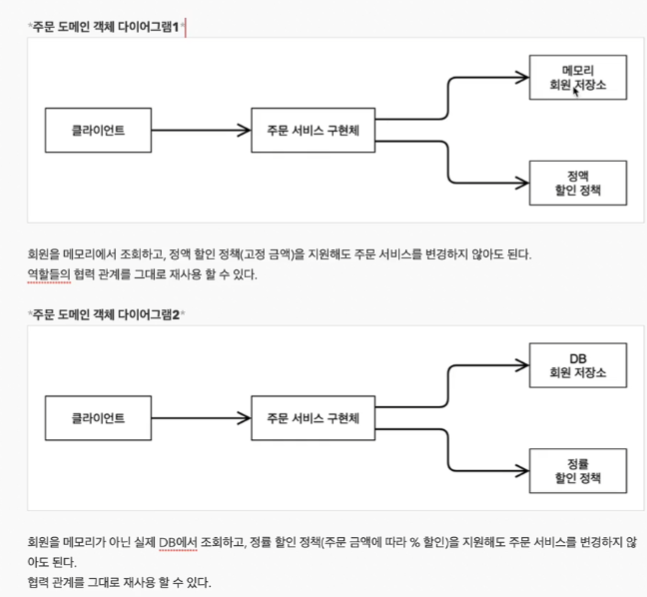 *주문 도메인 객체 다이어그램1*
클라이언트
주문 서비스 구현체
메모리
회원 저장소
정액
할인 정책
회원을 메모리에서 조회하고, 정액 할인 정책(고정 금액)을 지원해도 주문 서비스를 변경하지 않아도 된다.
역할들의 협력 관계를 그대로 재사용 할 수 있다.
*주문 도메인 객체 다이어그램2*
클라이언트
주문 서비스 구현체
DB
회원 저장소
정률
할인 정책
회원을 메모리가 아닌 실제 DB에서 조회하고, 정률 할인 정책(주문 금액에 따라 % 할인)을 지원해도 주문 서비스를 변경하지 않
아도 된다.
협력 관계를 그대로 재사용 할 수 있다.